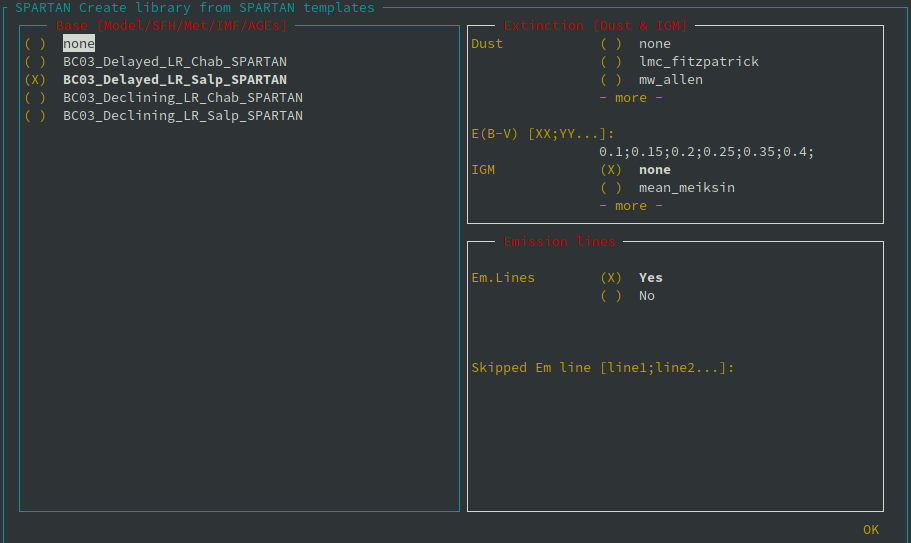 SPARTAN Create library from SPARTAN templates
Base [Model/SFH/Met/IMF/AGEs]
( ) none
( ) BC03_Delayed_LR_Chab_SPARTAN
(X) BC03_Delayed_LR_Salp_SPARTAN
( ) BC03_Declining_LR_Chab_SPARTAN
( ) BC03_Declining_LR_Salp_SPARTAN
Extinction [Dust & IGM]
Dust ( ) none
( ) lmc_fitzpatrick
( ) mw_allen
- more -
E(B-V) [XX;YY...]:
0.1;0.15;0.2;0.25;0.35;0.4;
IGM (X) none
( ) mean_meiksin
- more -
Emission lines
Em.Lines (X) Yes
( ) No
Skipped Em line [line1;line2...]:
OK